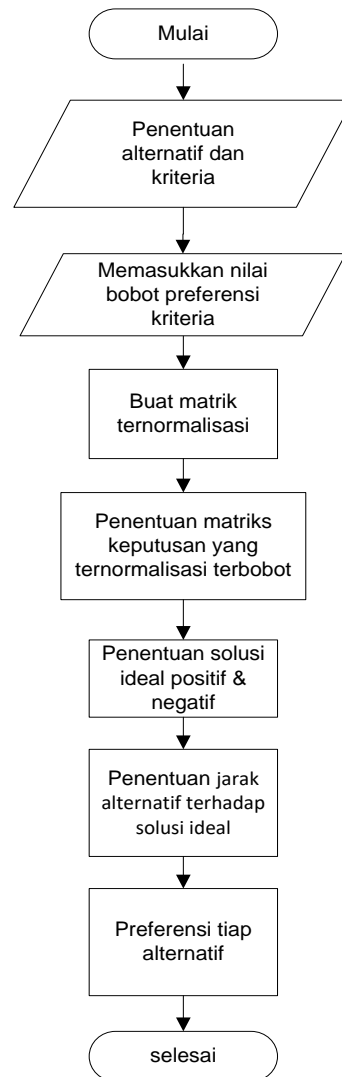 Mulai
Penentuan
alternatif dan
kriteria
Memasukkan nilai
bobot preferensi
kriteria
Buat matrik
ternormalisasi
Penentuan matriks
keputusan yang
ternormalisasi terbobot
Penentuan solusi
ideal positif &
negatif
Penentuan jarak
alternatif terhadap
solusi ideal
Preferensi tiap
alternatif
selesai